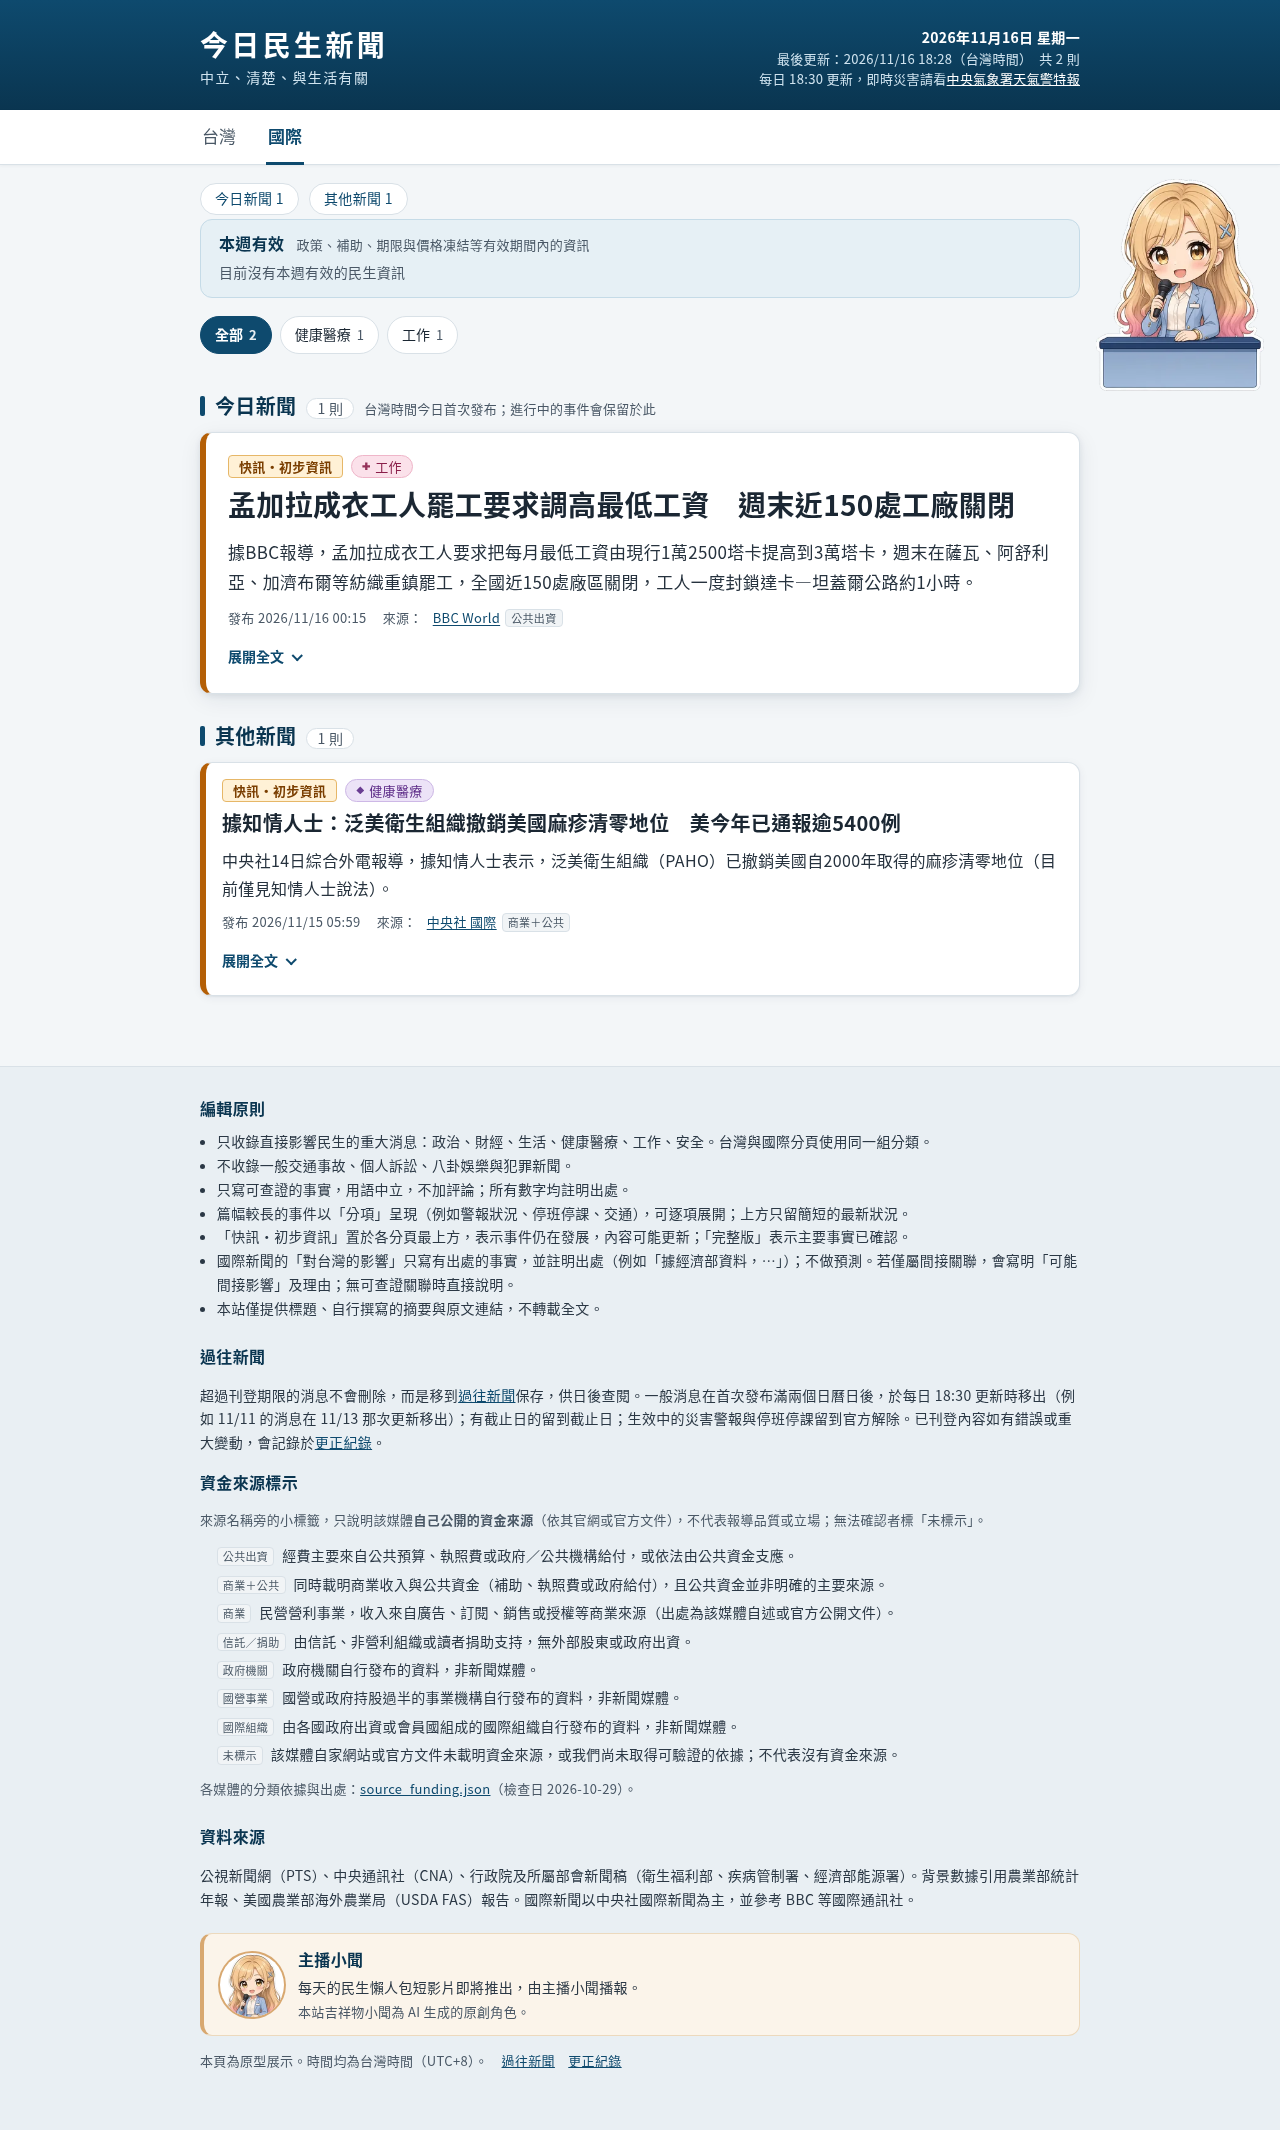 今日民生新聞
中立、清楚、與生活有關
2026年11月16日 星期一
最後更新：2026/11/16 18:28（台灣時間） 共 2 則
每日 18:30 更新，即時災害請看中央氣象署天氣警特報
台灣 國際
今日新聞 1 其他新聞 1
本週有效 政策、補助、期限與價格凍結等有效期間內的資訊
目前沒有本週有效的民生資訊
全部 2 健康醫療 1 工作 1
今日新聞 1 則 台灣時間今日首次發布；進行中的事件會保留於此
快訊・初步資訊 工作
孟加拉成衣工人罷工要求調高最低工資　週末近150處工廠關閉
據BBC報導，孟加拉成衣工人要求把每月最低工資由現行1萬2500塔卡提高到3萬塔卡，週末在薩瓦、阿舒利
亞、加濟布爾等紡織重鎮罷工，全國近150處廠區關閉，工人一度封鎖達卡—坦蓋爾公路約1小時。
發布 2026/11/16 00:15 來源： BBC World 公共出資
展開全文
其他新聞 1 則
快訊・初步資訊 健康醫療
據知情人士：泛美衛生組織撤銷美國麻疹清零地位　美今年已通報逾5400例
中央社14日綜合外電報導，據知情人士表示，泛美衛生組織（PAHO）已撤銷美國自2000年取得的麻疹清零地位（目
前僅見知情人士說法）。
發布 2026/11/15 05:59 來源： 中央社 國際 商業＋公共
展開全文
編輯原則
• 只收錄直接影響民生的重大消息：政治、財經、生活、健康醫療、工作、安全。台灣與國際分頁使用同一組分類。
• 不收錄一般交通事故、個人訴訟、八卦娛樂與犯罪新聞。
• 只寫可查證的事實，用語中立，不加評論；所有數字均註明出處。
• 篇幅較長的事件以「分項」呈現（例如警報狀況、停班停課、交通），可逐項展開；上方只留簡短的最新狀況。
• 「快訊・初步資訊」置於各分頁最上方，表示事件仍在發展，內容可能更新；「完整版」表示主要事實已確認。
• 國際新聞的「對台灣的影響」只寫有出處的事實，並註明出處（例如「據經濟部資料，…」）；不做預測。若僅屬間接關聯，會寫明「可能
間接影響」及理由；無可查證關聯時直接說明。
• 本站僅提供標題、自行撰寫的摘要與原文連結，不轉載全文。
過往新聞
超過刊登期限的消息不會刪除，而是移到過往新聞保存，供日後查閱。一般消息在首次發布滿兩個日曆日後，於每日 18:30 更新時移出（例
如 11/11 的消息在 11/13 那次更新移出）；有截止日的留到截止日；生效中的災害警報與停班停課留到官方解除。已刊登內容如有錯誤或重
大變動，會記錄於更正紀錄。
資金來源標示
來源名稱旁的小標籤，只說明該媒體自己公開的資金來源（依其官網或官方文件），不代表報導品質或立場；無法確認者標「未標示」。
公共出資 經費主要來自公共預算、執照費或政府／公共機構給付，或依法由公共資金支應。
商業＋公共 同時載明商業收入與公共資金（補助、執照費或政府給付），且公共資金並非明確的主要來源。
商業 民營營利事業，收入來自廣告、訂閱、銷售或授權等商業來源（出處為該媒體自述或官方公開文件）。
信託／捐助 由信託、非營利組織或讀者捐助支持，無外部股東或政府出資。
政府機關 政府機關自行發布的資料，非新聞媒體。
國營事業 國營或政府持股過半的事業機構自行發布的資料，非新聞媒體。
國際組織 由各國政府出資或會員國組成的國際組織自行發布的資料，非新聞媒體。
未標示 該媒體自家網站或官方文件未載明資金來源，或我們尚未取得可驗證的依據；不代表沒有資金來源。
各媒體的分類依據與出處：source_funding.json（檢查日 2026-10-29）。
資料來源
公視新聞網（PTS）、中央通訊社（CNA）、行政院及所屬部會新聞稿（衛生福利部、疾病管制署、經濟部能源署）。背景數據引用農業部統計
年報、美國農業部海外農業局（USDA FAS）報告。國際新聞以中央社國際新聞為主，並參考 BBC 等國際通訊社。
主播小聞
每天的民生懶人包短影片即將推出，由主播小聞播報。
本站吉祥物小聞為 AI 生成的原創角色。
本頁為原型展示。時間均為台灣時間（UTC+8）。 過往新聞 更正紀錄